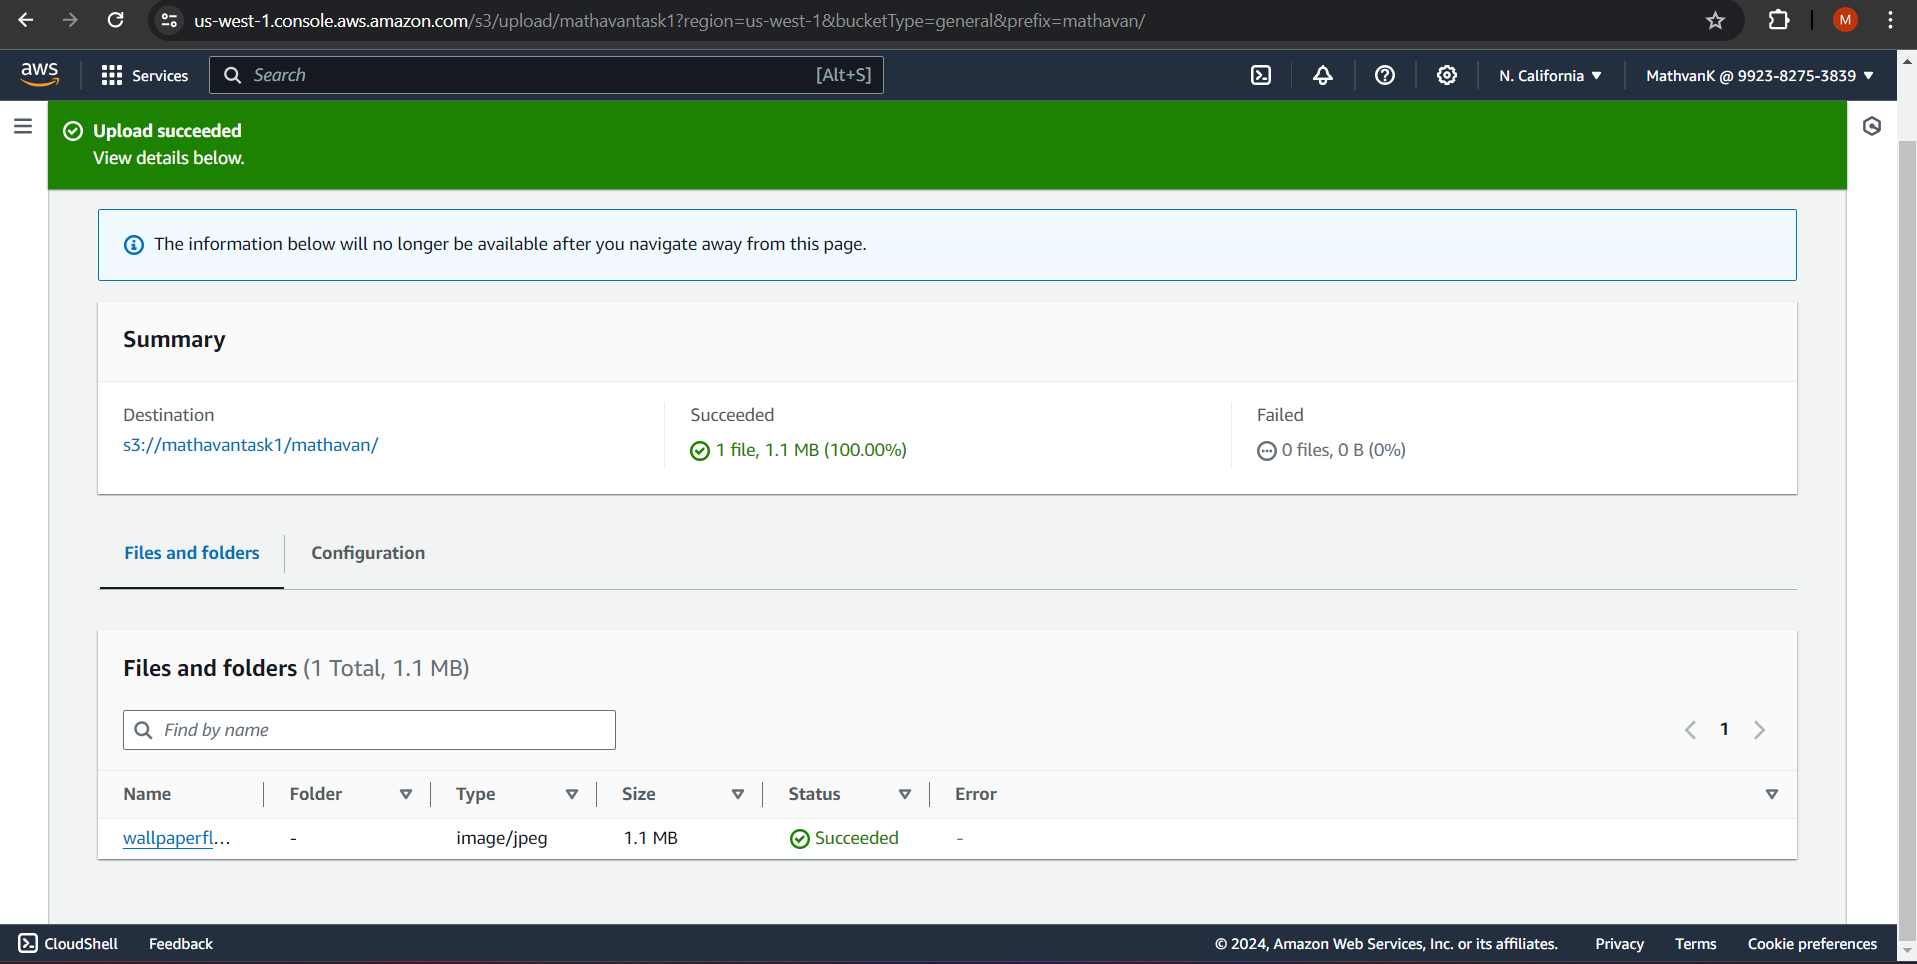 us-west-1.console.aws.amazon.com/s3/upload/mathavantask1?region=us-west-1&bucketType=general&prefix=mathavan/
M
aws
Services
Search
[Alt+S]
N. California
MathvanK @ 9923-8275-3839
Upload succeeded
View details below.
The information below will no longer be available after you navigate away from this page.
Summary
Destination
s3://mathavantask1/mathavan/
Succeeded
1 file, 1.1 MB (100.00%)
Failed
0 files, 0 B (0%)
Files and folders
Configuration
Files and folders (1 Total, 1.1 MB)
Find by name
1
Name Folder Type Size Status Error
wallpaperfl... - image/jpeg 1.1 MB Succeeded -
CloudShell Feedback © 2024, Amazon Web Services, Inc. or its affiliates. Privacy Terms Cookie preferences